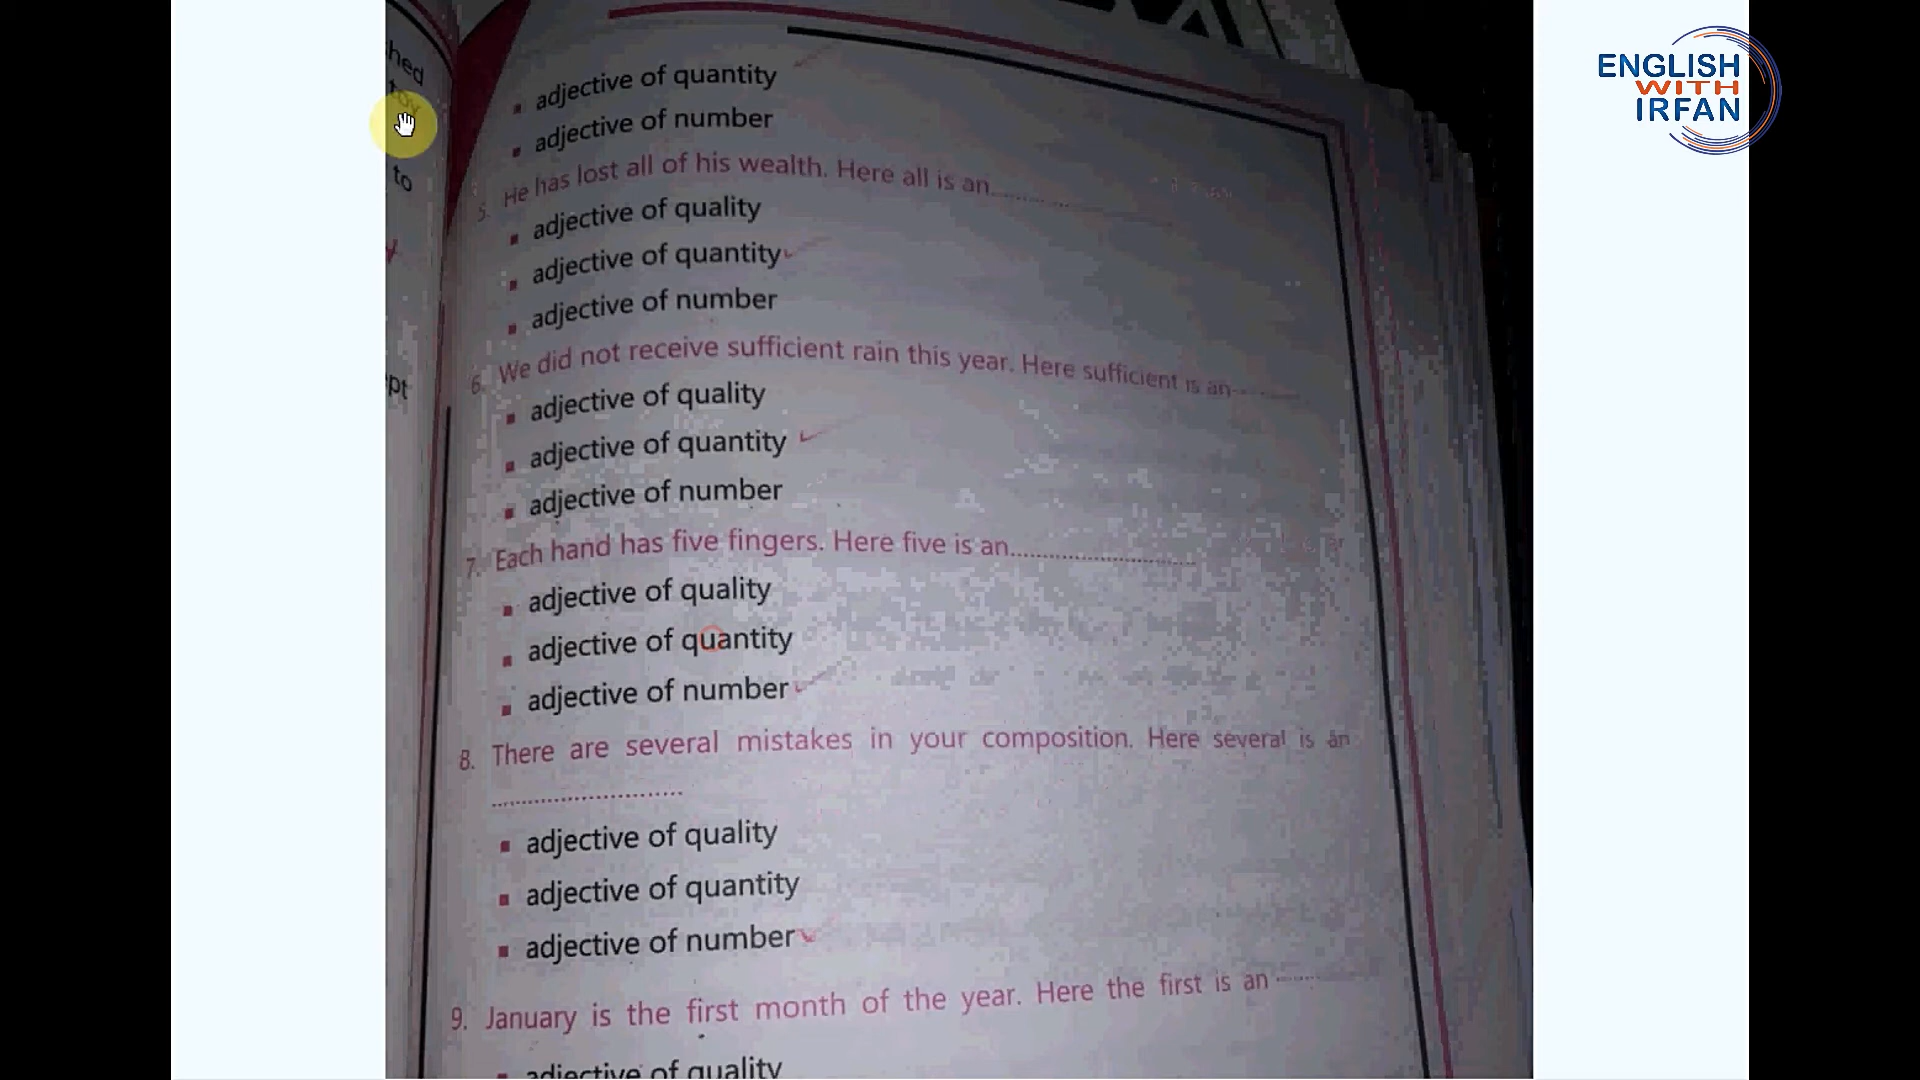 ENGLISH
WITH
IRFAN
hed
to
pt
▪ adjective of quantity
▪ adjective of number
5. He has lost all of his wealth. Here all is an....................
▪ adjective of quality
▪ adjective of quantity
▪ adjective of number
6. We did not receive sufficient rain this year. Here sufficient is an..........
▪ adjective of quality
▪ adjective of quantity
▪ adjective of number
7. Each hand has five fingers. Here five is an..............................
▪ adjective of quality
▪ adjective of quantity
▪ adjective of number
8. There are several mistakes in your composition. Here several is an
..............................
▪ adjective of quality
▪ adjective of quantity
▪ adjective of number
9. January is the first month of the year. Here the first is an ........
▪ adjective of quality